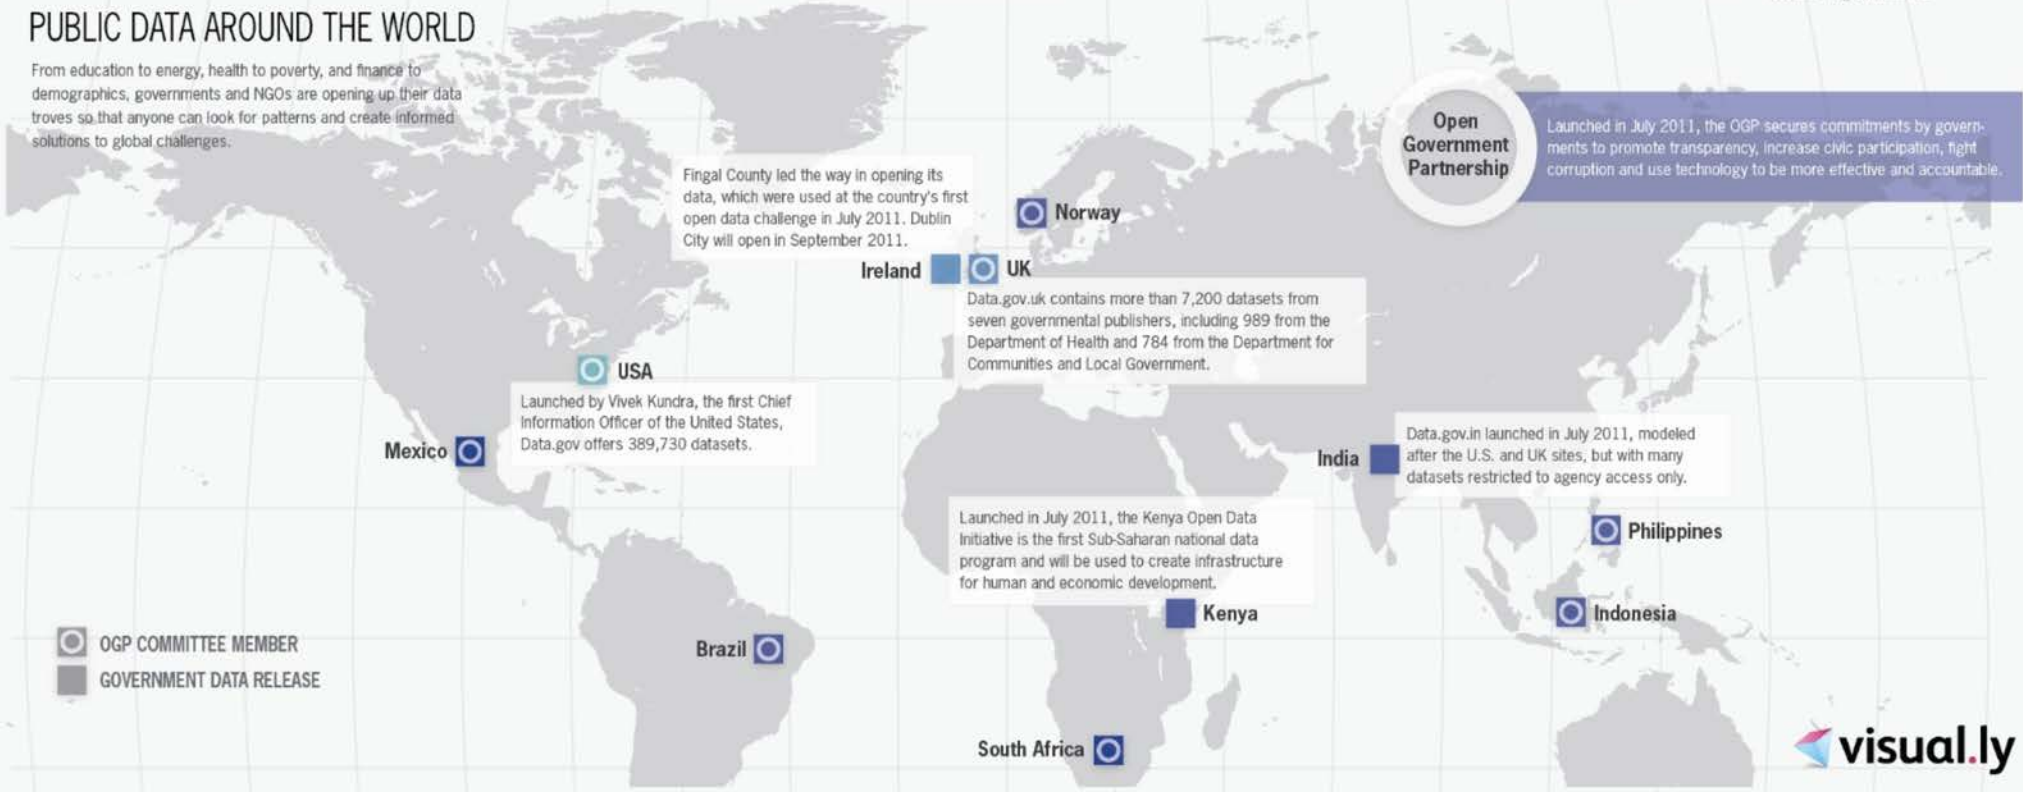 PUBLIC DATA AROUND THE WORLD
From education to energy, health to poverty, and finance to
demographics, governments and NGOs are opening up their data
troves so that anyone can look for patterns and create informed
solutions to global challenges.
Open
Government
Partnership
Launched in July 2011, the OGP secures commitments by govern-
ments to promote transparency, increase civic participation, fight
corruption and use technology to be more effective and accountable.
Fingal County led the way in opening its
data, which were used at the country's first
open data challenge in July 2011. Dublin
City will open in September 2011.
Norway
Ireland
UK
Data.gov.uk contains more than 7,200 datasets from
seven governmental publishers, including 989 from the
Department of Health and 784 from the Department for
Communities and Local Government.
USA
Launched by Vivek Kundra, the first Chief
Information Officer of the United States,
Data.gov offers 389,730 datasets.
Mexico
India
Data.gov.in launched in July 2011, modeled
after the U.S. and UK sites, but with many
datasets restricted to agency access only.
Launched in July 2011, the Kenya Open Data
Initiative is the first Sub-Saharan national data
program and will be used to create infrastructure
for human and economic development.
Philippines
Kenya
Indonesia
Brazil
South Africa
OGP COMMITTEE MEMBER
GOVERNMENT DATA RELEASE
visual.ly